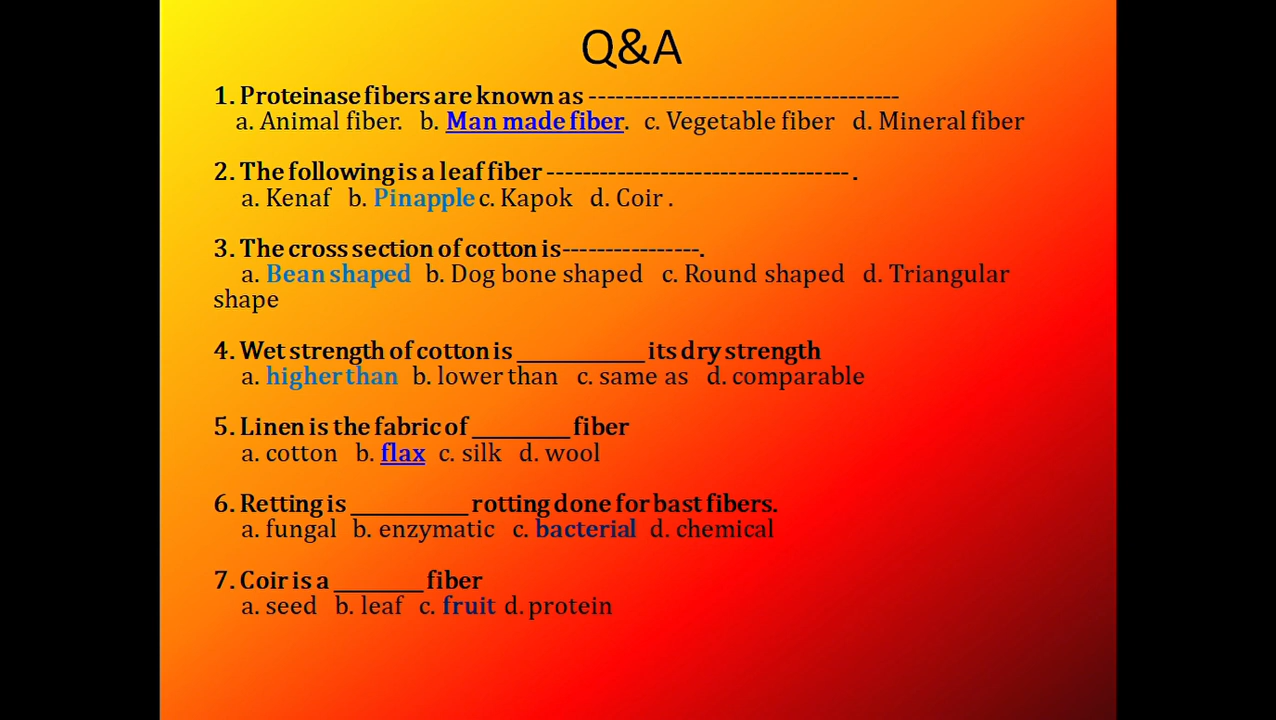 Q&A
1. Proteinase fibers are known as -----------------------------------
a. Animal fiber. b. Man made fiber. c. Vegetable fiber d. Mineral fiber
2. The following is a leaf fiber ---------------------------------- .
a. Kenaf b. Pinapple c. Kapok d. Coir .
3. The cross section of cotton is----------------.
a. Bean shaped b. Dog bone shaped c. Round shaped d. Triangular
shape
4. Wet strength of cotton is ____________ its dry strength
a. higher than b. lower than c. same as d. comparable
5. Linen is the fabric of _________ fiber
a. cotton b. flax c. silk d. wool
6. Retting is ___________ rotting done for bast fibers.
a. fungal b. enzymatic c. bacterial d. chemical
7. Coir is a ________ fiber
a. seed b. leaf c. fruit d. protein